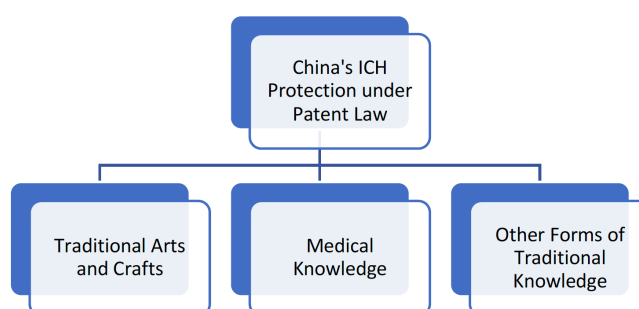 China's ICH
Protection under
Patent Law
Traditional Arts
and Crafts
Medical
Knowledge
Other Forms of
Traditional
Knowledge